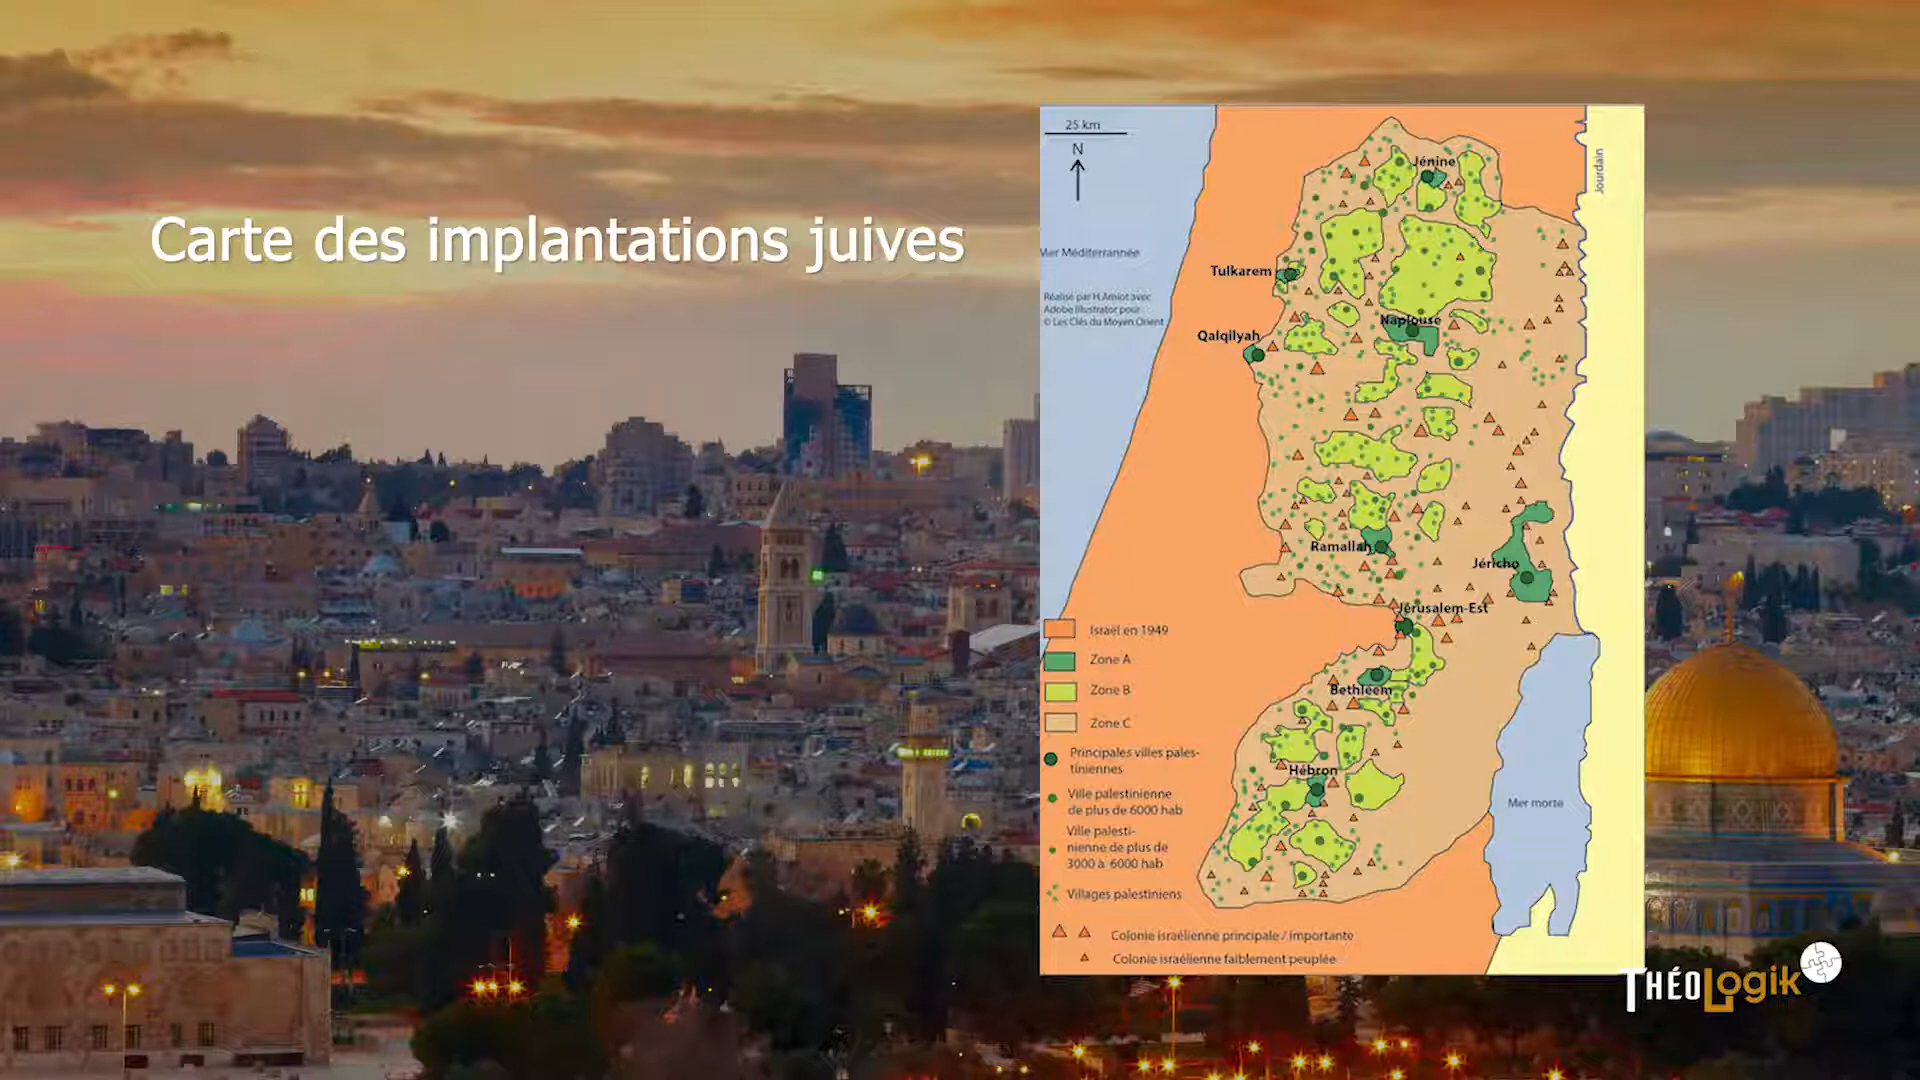 Carte des implantations juives
25 km
N
Jourdain
Jénine
Mer Méditerrannée
Tulkarem
Réalisé par H.Amiot avec
Adobe Illustrator pour
© Les Clés du Moyen Orient
Naplouse
Qalqilyah
Ramallah
Jéricho
Jérusalem-Est
Israël en 1949
Zone A
Bethléem
Zone B
Zone C
Principales villes pales-
tiniennes
Hébron
Ville palestinienne
de plus de 6000 hab
Mer morte
Ville palesti-
nienne de plus de
3000 à 6000 hab
Villages palestiniens
Colonie israélienne principale / importante
Colonie israélienne faiblement peuplée
THÉOLogik